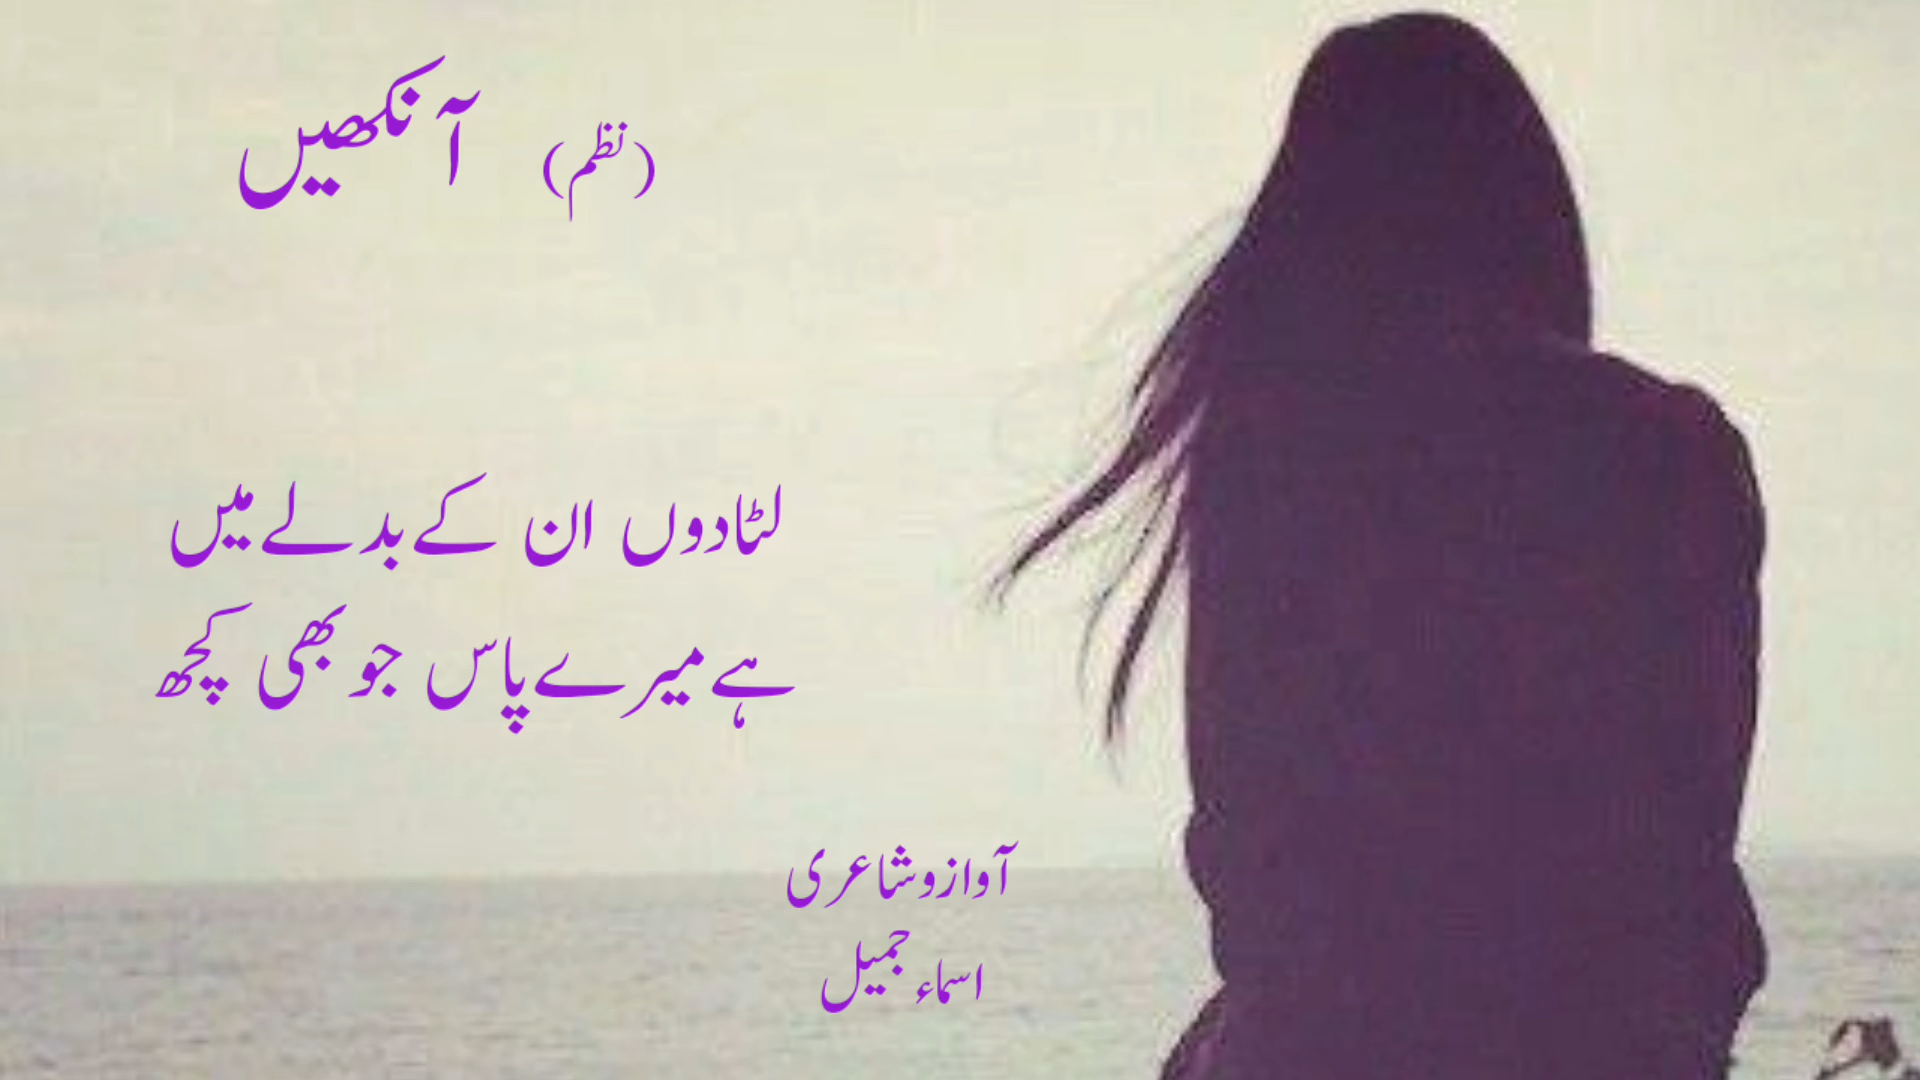 (نظم) آنکھیں
لٹادوں ان کے بدلے میں
ہے میرے پاس جو بھی کچھ
آواز و شاعری
اسماء جمیل